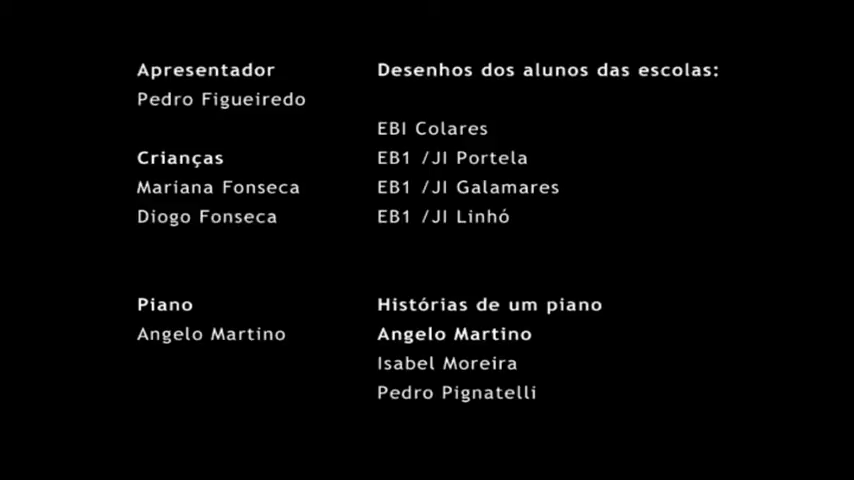 Apresentador
Pedro Figueiredo
Crianças
Mariana Fonseca
Diogo Fonseca
Desenhos dos alunos das escolas:
EBI Colares
EB1 /JI Portela
EB1 /JI Galamares
EB1 /JI Linhó
Piano
Angelo Martino
Histórias de um piano
Angelo Martino
Isabel Moreira
Pedro Pignatelli